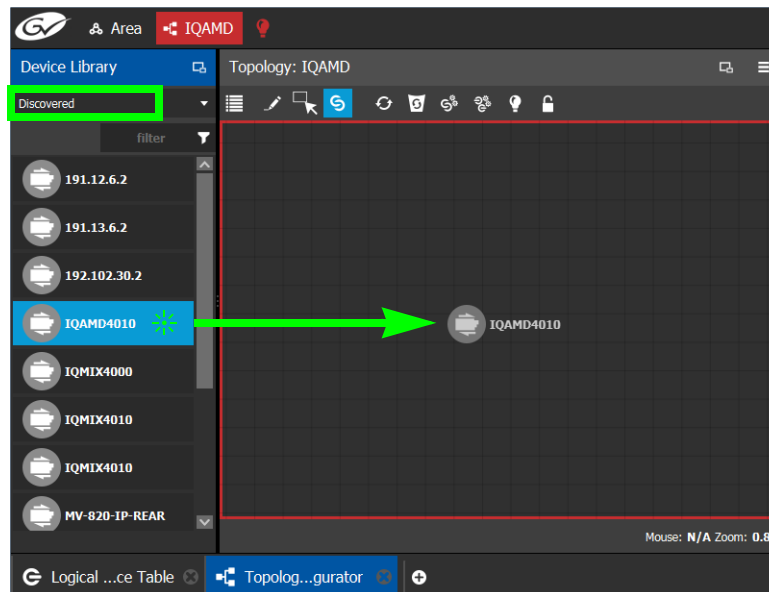 GV Area IQAMD
Device Library
Topology: IQAMD
Discovered
filter
191.12.6.2
191.13.6.2
192.102.30.2
IQAMD4010
IQAMD4010
IQMIX4000
IQMIX4010
IQMIX4010
MV-820-IP-REAR
Mouse: N/A Zoom: 0.8
Logical ...ce Table
Topolog...gurator